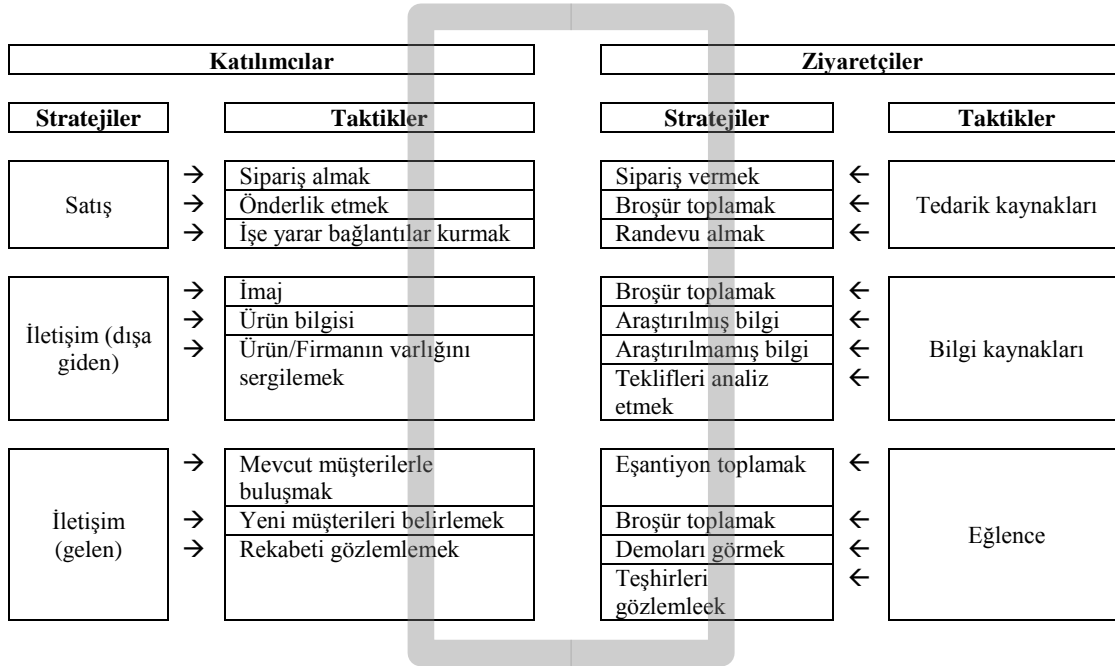 Katılımcılar
Ziyaretçiler
Stratejiler
Taktikler
Stratejiler
Taktikler
Satış
→ Sipariş almak
→ Önderlik etmek
→ İşe yarar bağlantılar kurmak
Sipariş vermek ←
Broşür toplamak ←
Randevu almak ←
Tedarik kaynakları
İletişim (dışa
giden)
→ İmaj
→ Ürün bilgisi
→ Ürün/Firmanın varlığını
sergilemek
Broşür toplamak ←
Araştırılmış bilgi ←
Araştırılmamış bilgi ←
Teklifleri analiz ←
etmek
Bilgi kaynakları
İletişim
(gelen)
→ Mevcut müşterilerle
buluşmak
→ Yeni müşterileri belirlemek
→ Rekabeti gözlemlemek
Eşantiyon toplamak ←
Broşür toplamak ←
Demoları görmek ←
Teşhirleri ←
gözlemleek
Eğlence